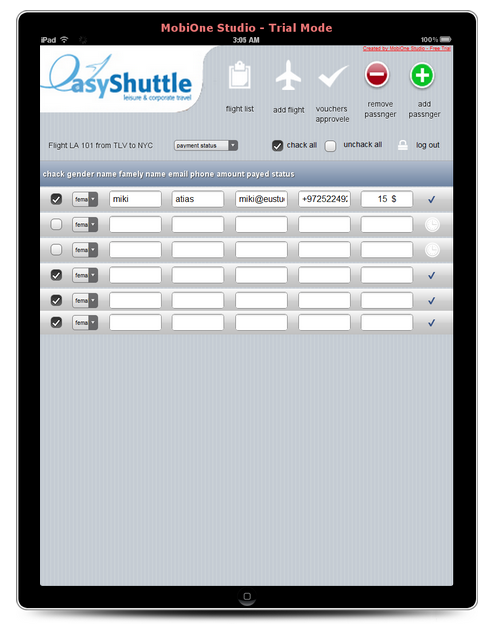 MobiOne Studio - Trial Mode
iPad 3:05 AM 100%
Created by MobiOne Studio - Free Trial
EasyShuttle
leisure & corporate travel
flight list
add flight
vouchers
approvele
remove
passnger
add
passnger
Flight LA 101 from TLV to NYC
payment status
chack all
unchack all
log out
chack gender name famely name email phone amount payed status
fema miki atias miki@eustu +97252249 15 $
fema
fema
fema
fema
fema